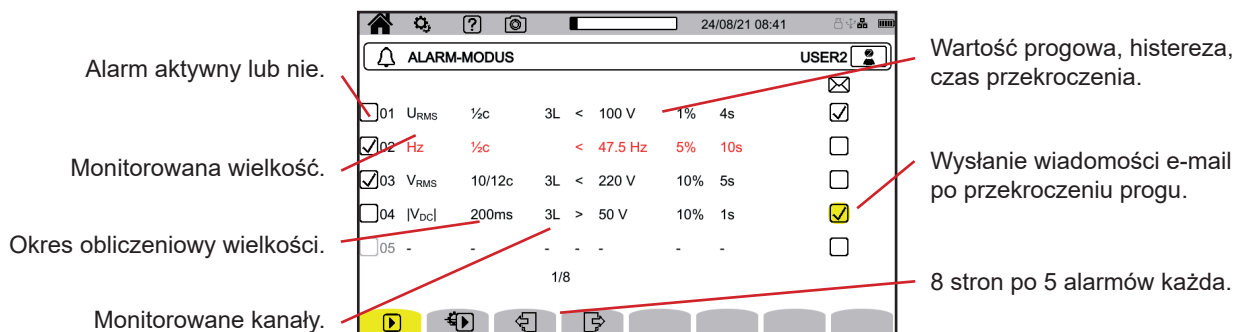 24/08/21 08:41
ALARM-MODUS USER2
01 URMS ½c 3L < 100 V 1% 4s
02 Hz ½c < 47.5 Hz 5% 10s
03 VRMS 10/12c 3L < 220 V 10% 5s
04 |VDC| 200ms 3L > 50 V 10% 1s
05 - - - - - - -
1/8
Alarm aktywny lub nie.
Monitorowana wielkość.
Okres obliczeniowy wielkości.
Monitorowane kanały.
Wartość progowa, histereza,
czas przekroczenia.
Wysłanie wiadomości e-mail
po przekroczeniu progu.
8 stron po 5 alarmów każda.